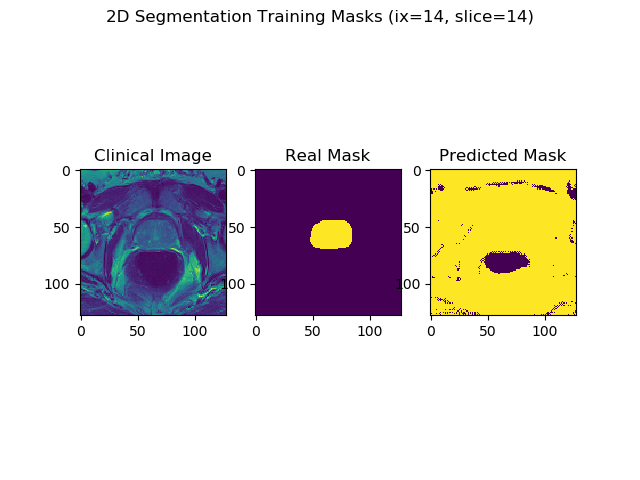 2D Segmentation Training Masks (ix=14, slice=14)
Clinical Image Real Mask Predicted Mask
0 0 0
50 50 50
100 100 100
0 50 100 0 50 100 0 50 100